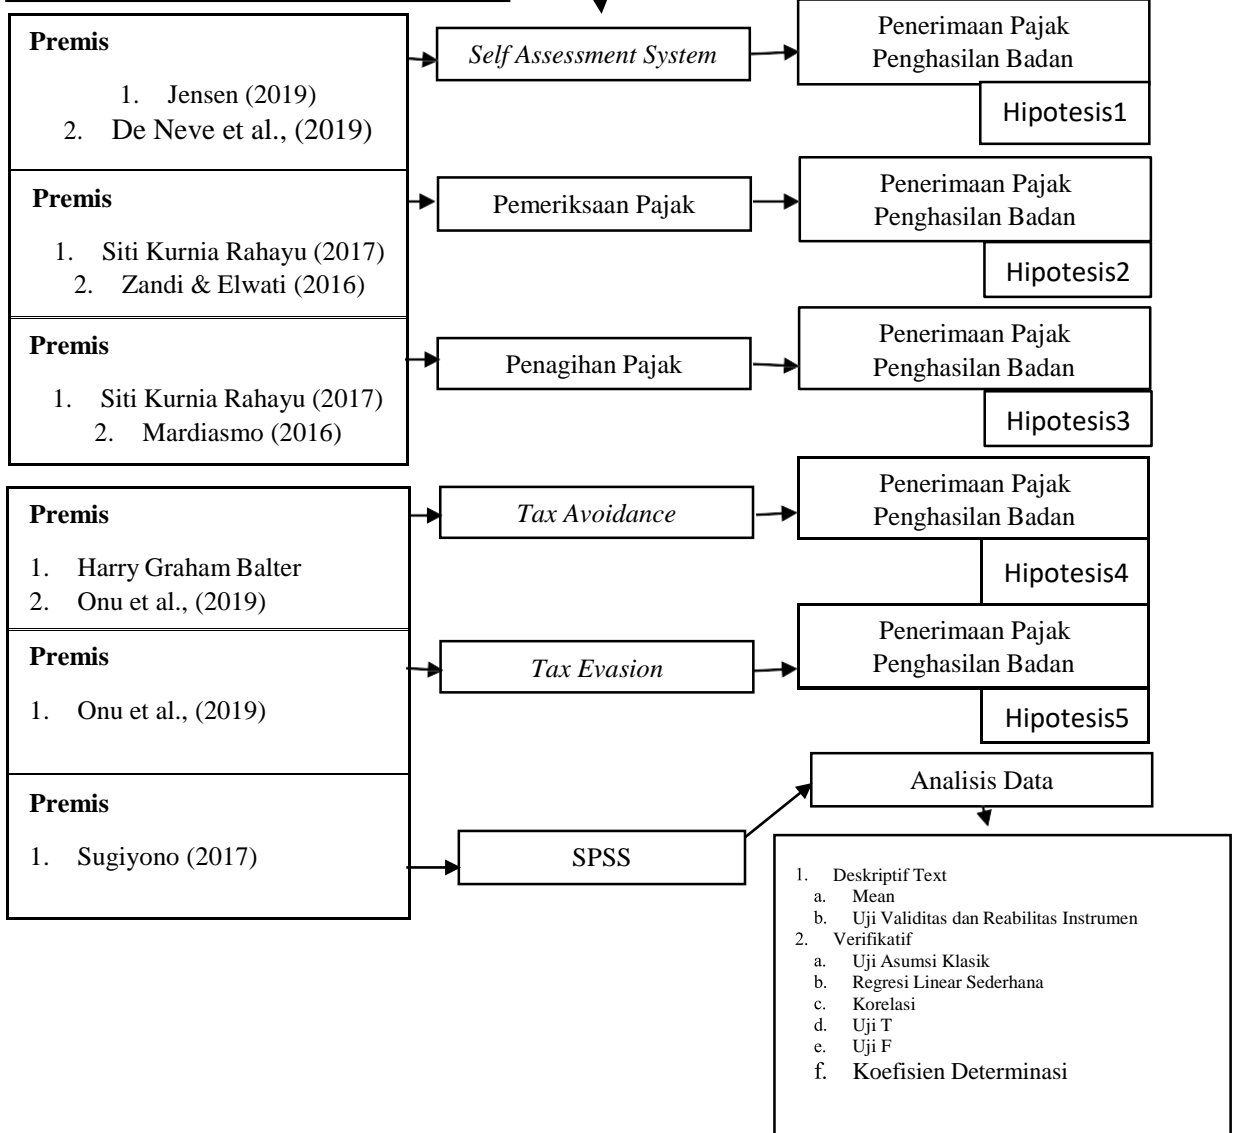 Premis
1. Jensen (2019)
2. De Neve et al., (2019)
Self Assessment System
Penerimaan Pajak
Penghasilan Badan
Hipotesis1
Premis
1. Siti Kurnia Rahayu (2017)
2. Zandi & Elwati (2016)
Pemeriksaan Pajak
Penerimaan Pajak
Penghasilan Badan
Hipotesis2
Premis
1. Siti Kurnia Rahayu (2017)
2. Mardiasmo (2016)
Penagihan Pajak
Penerimaan Pajak
Penghasilan Badan
Hipotesis3
Premis
1. Harry Graham Balter
2. Onu et al., (2019)
Tax Avoidance
Penerimaan Pajak
Penghasilan Badan
Hipotesis4
Premis
1. Onu et al., (2019)
Tax Evasion
Penerimaan Pajak
Penghasilan Badan
Hipotesis5
Premis
1. Sugiyono (2017)
SPSS
Analisis Data
1. Deskriptif Text
a. Mean
b. Uji Validitas dan Reabilitas Instrumen
2. Verifikatif
a. Uji Asumsi Klasik
b. Regresi Linear Sederhana
c. Korelasi
d. Uji T
e. Uji F
f. Koefisien Determinasi